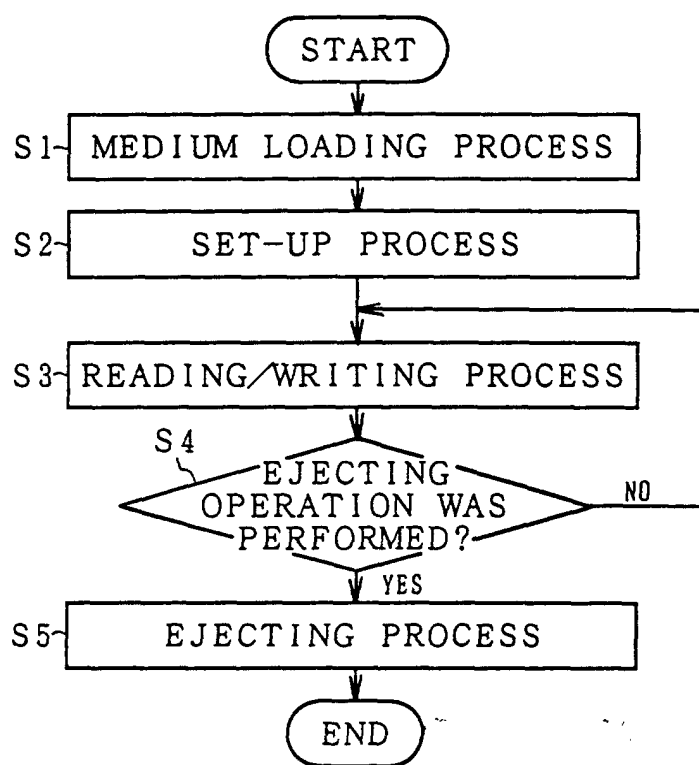 START
S1 MEDIUM LOADING PROCESS
S2 SET-UP PROCESS
S3 READING/WRITING PROCESS
S4
EJECTING
OPERATION WAS
PERFORMED?
NO
YES
S5 EJECTING PROCESS
END